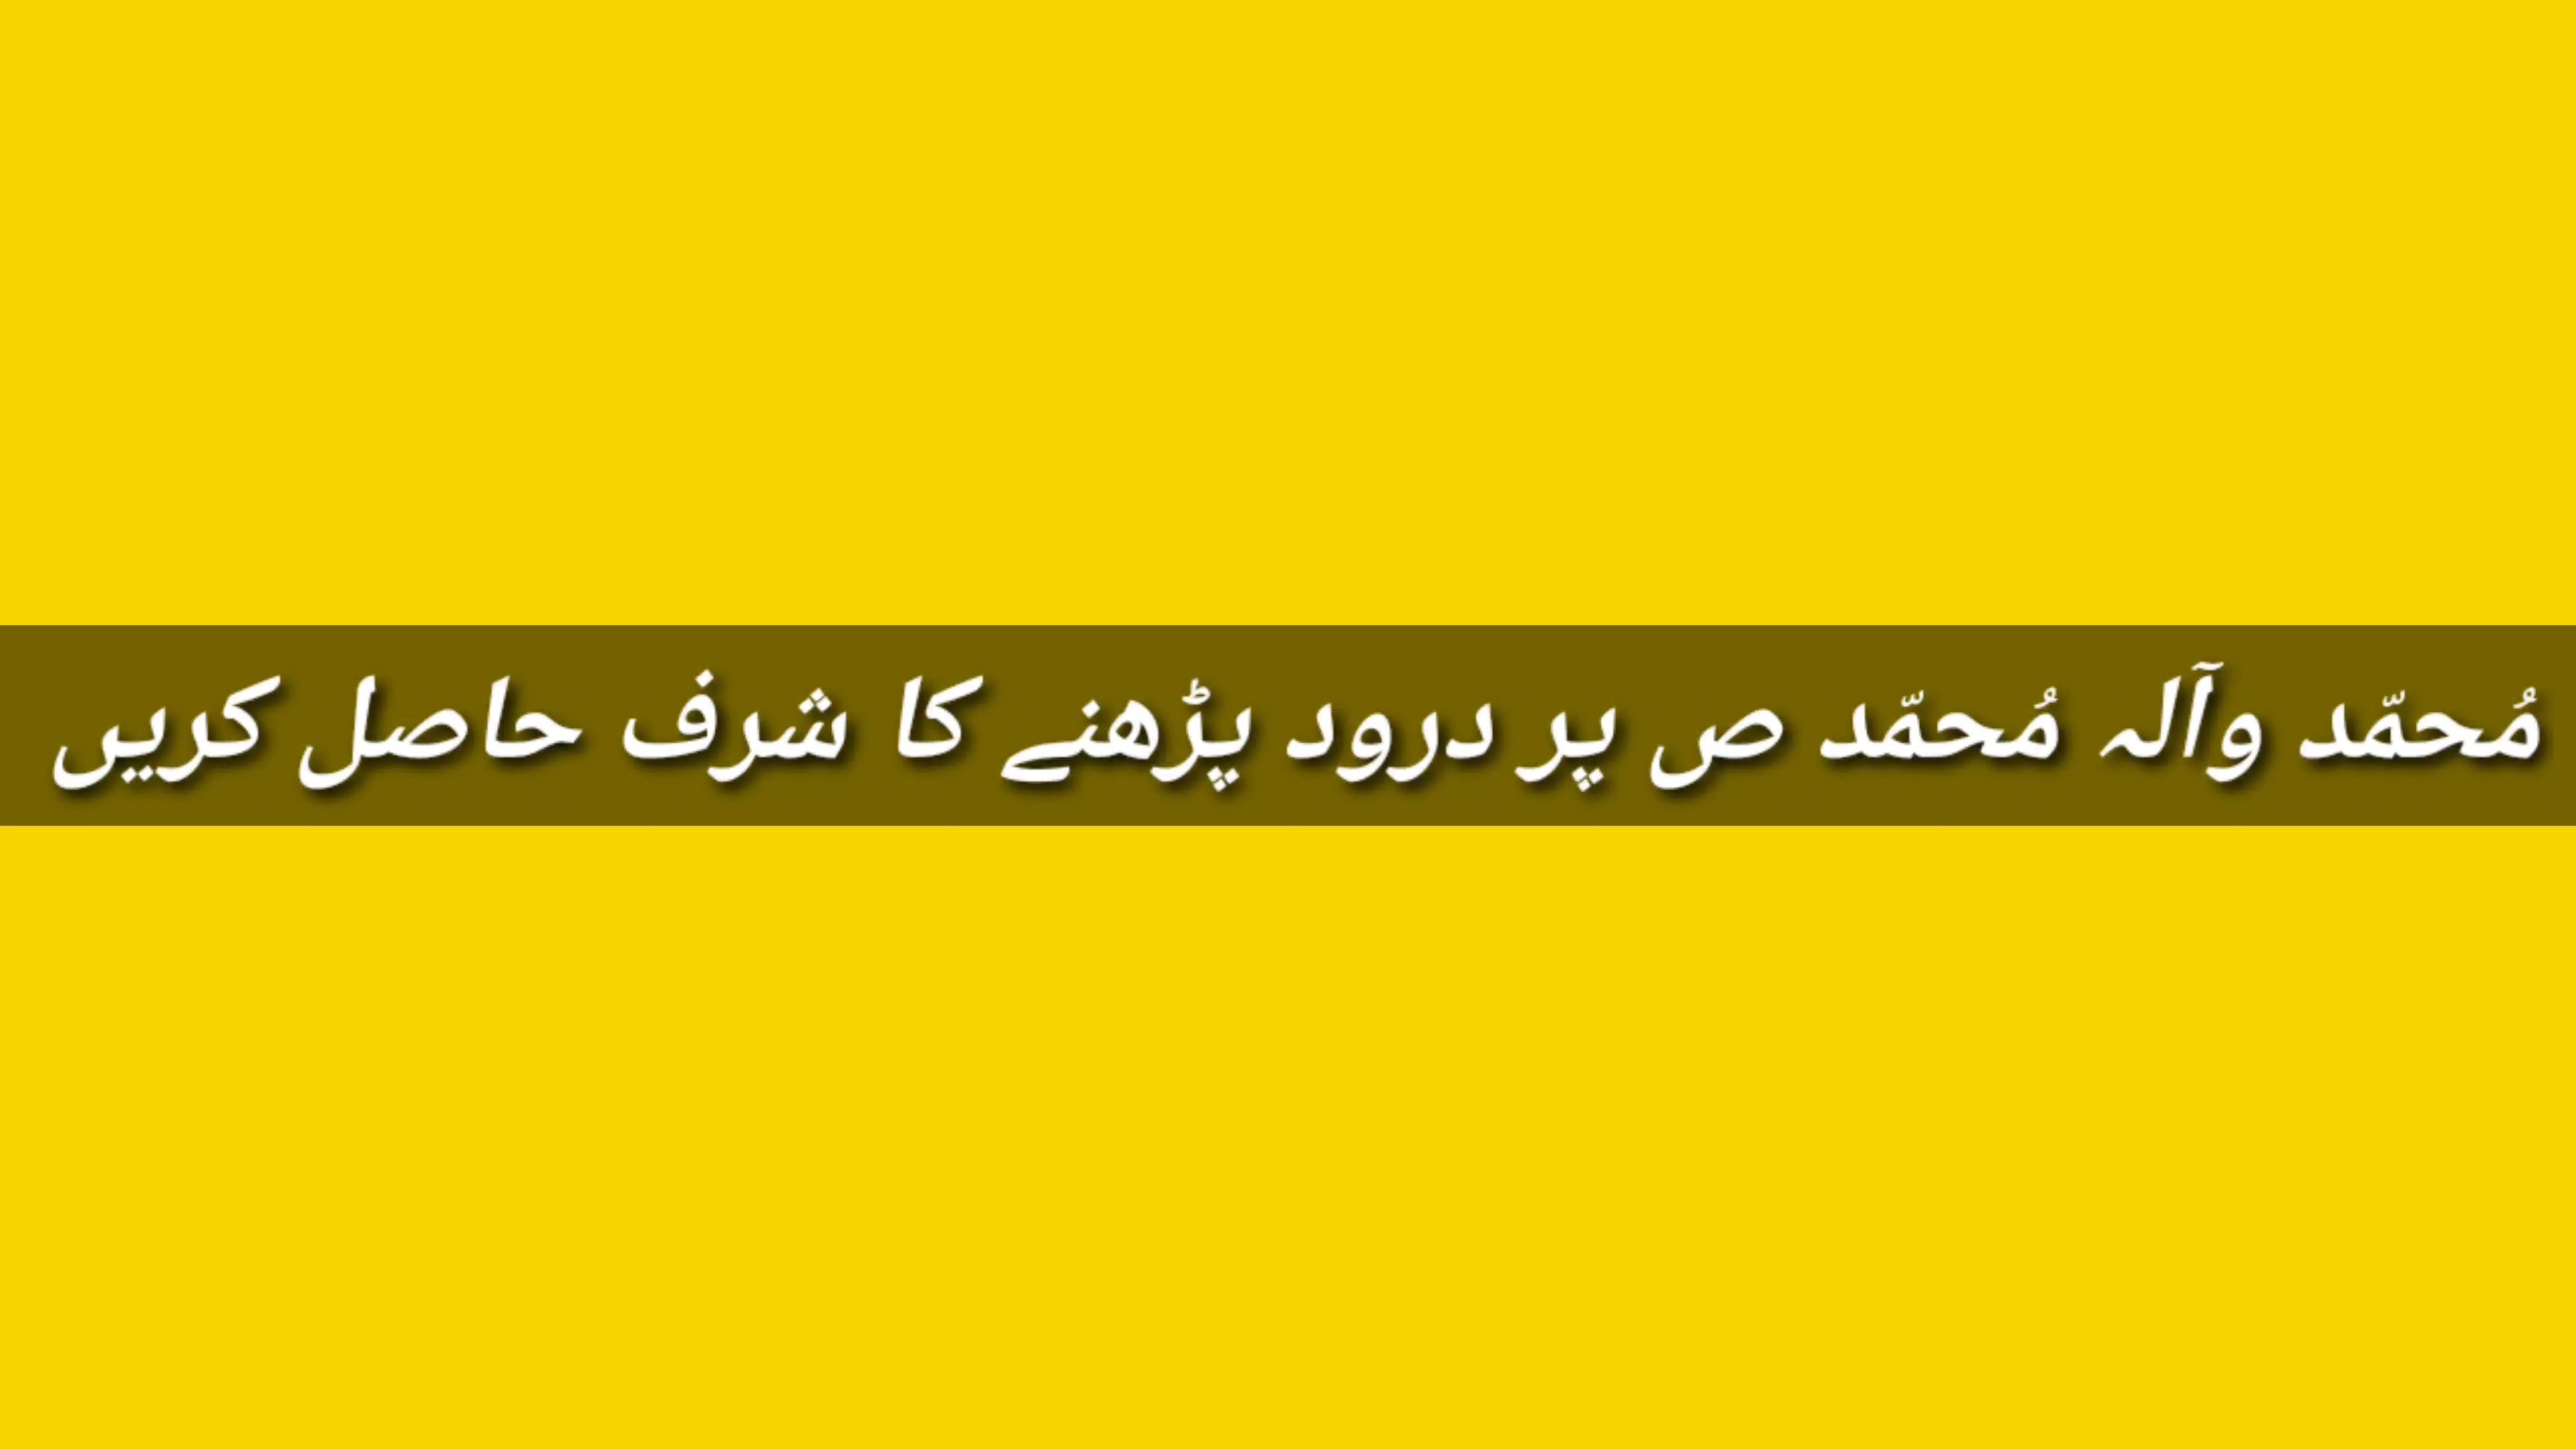 مُحمّد وآلہ مُحمّد ص پر درود پڑھنے کا شرف حاصل کریں